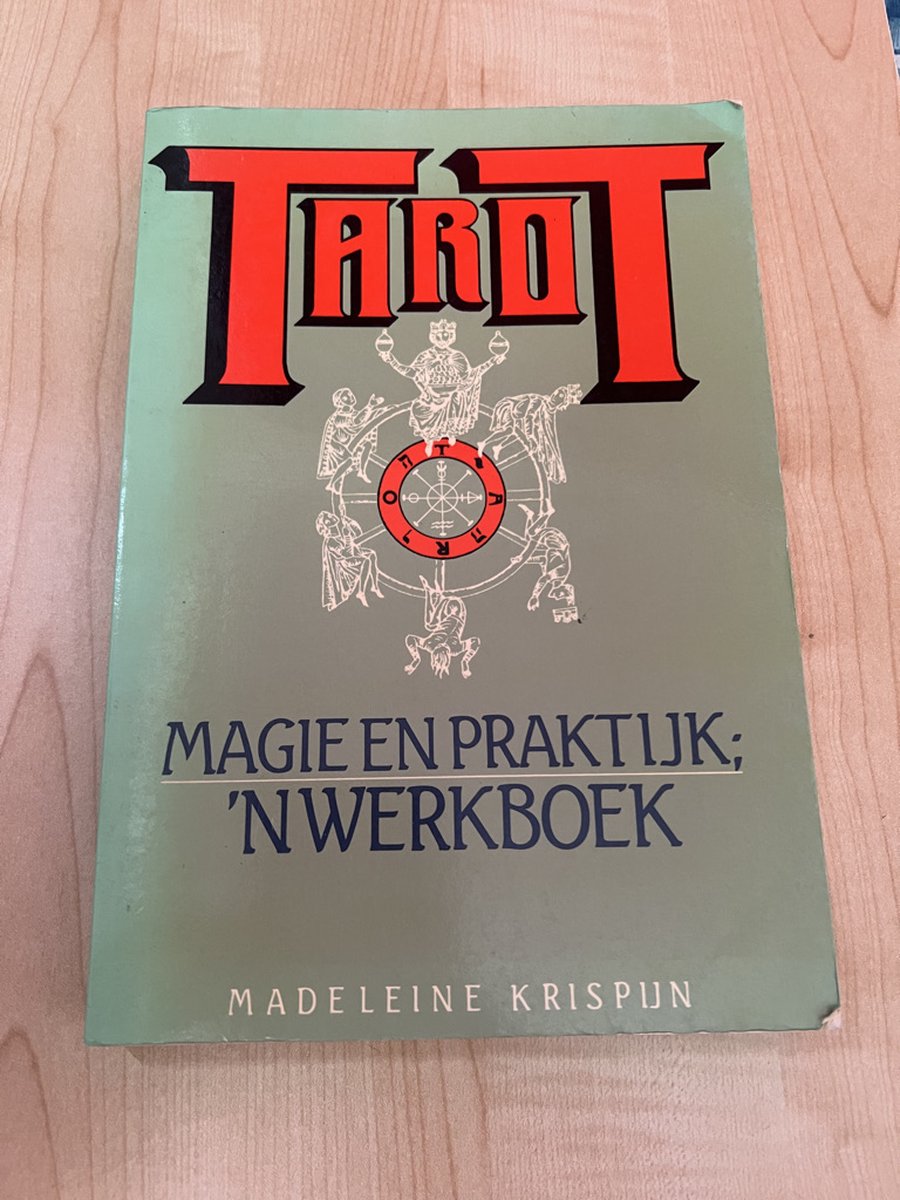 TAROT
T
י
A
ה
R
ו
O
ה
MAGIE EN PRAKTIJK;
'N WERKBOEK
MADELEINE KRISPIJN